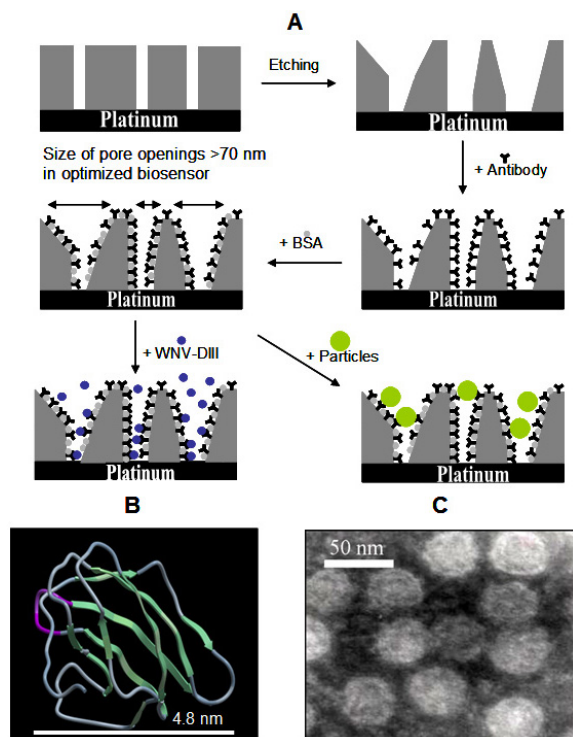 A
Etching
Platinum
Platinum
Size of pore openings >70 nm
in optimized biosensor
+ Antibody
+ BSA
Platinum
Platinum
+ WNV-DIII
+ Particles
Platinum
Platinum
B
C
4.8 nm
50 nm